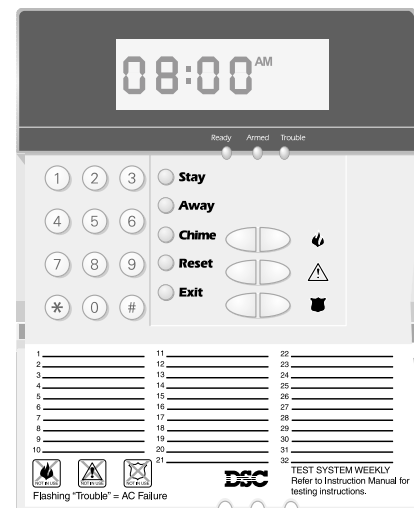 08:00 AM
Ready Armed Trouble
1 2 3 Stay
Away
4 5 6 Chime
7 8 9 Reset
* 0 # Exit
1 11 22
2 12 23
3 13 24
4 14 25
5 15 26
6 16 27
7 17 28
8 18 29
9 19 30
10 20 31
21 32
NOT IN USE NOT IN USE NOT IN USE
DSC
TEST SYSTEM WEEKLY
Refer to Instruction Manual for
testing instructions.
Flashing "Trouble" = AC Failure